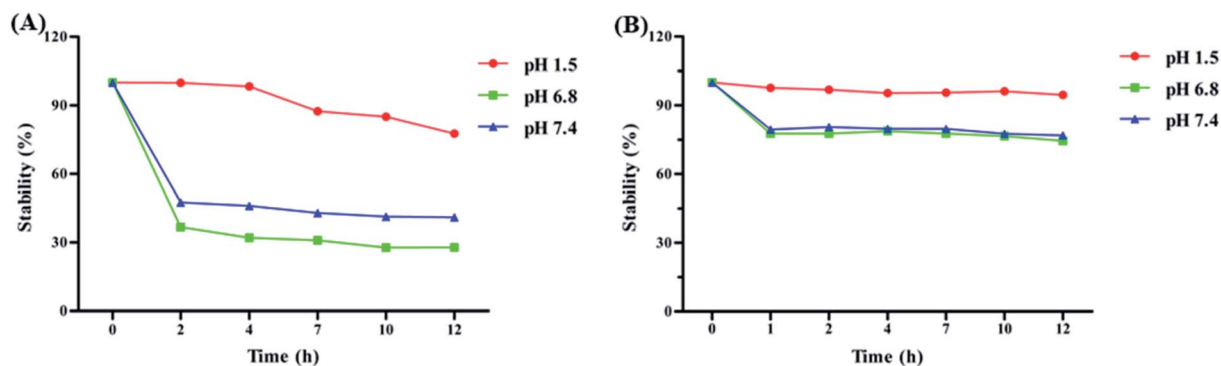 (A)
120
90
60
30
0
Stability (%)
0 2 4 7 10 12
Time (h)
pH 1.5
pH 6.8
pH 7.4
(B)
120
90
60
30
0
Stability (%)
0 1 2 4 7 10 12
Time (h)
pH 1.5
pH 6.8
pH 7.4